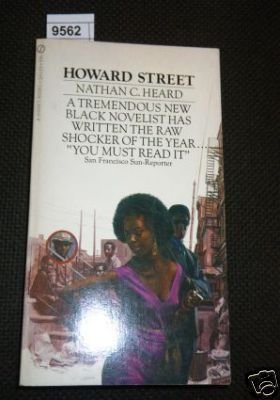 9562
HOWARD STREET
NATHAN C. HEARD
A TREMENDOUS NEW
BLACK NOVELIST HAS
WRITTEN THE RAW
SHOCKER OF THE YEAR...
"YOU MUST READ IT"
San Francisco Sun-Reporter